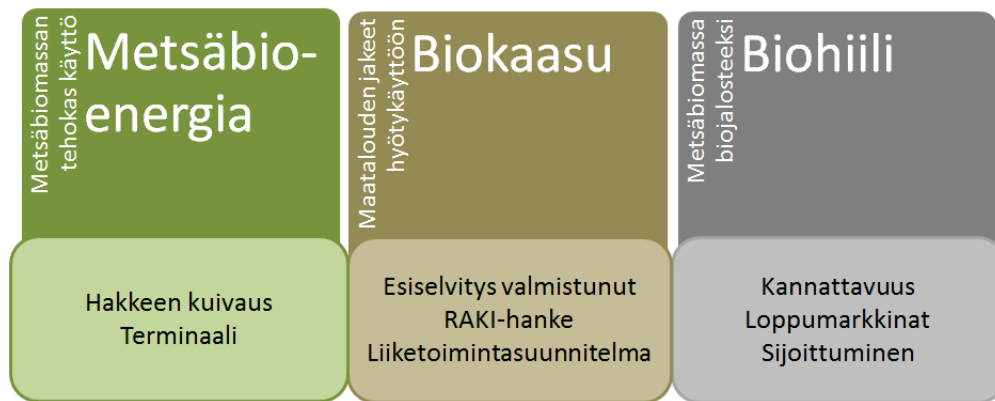 Metsäbiomassan
tehokas käyttö
Metsäbio-
energia
Hakkeen kuivaus
Terminaali
Maatalouden jakeet
hyötykäyttöön
Biokaasu
Esiselvitys valmistunut
RAKI-hanke
Liiketoimintasuunnitelma
Metsäbiomassa
biojalosteeksi
Biohiili
Kannattavuus
Loppumarkkinat
Sijoittuminen